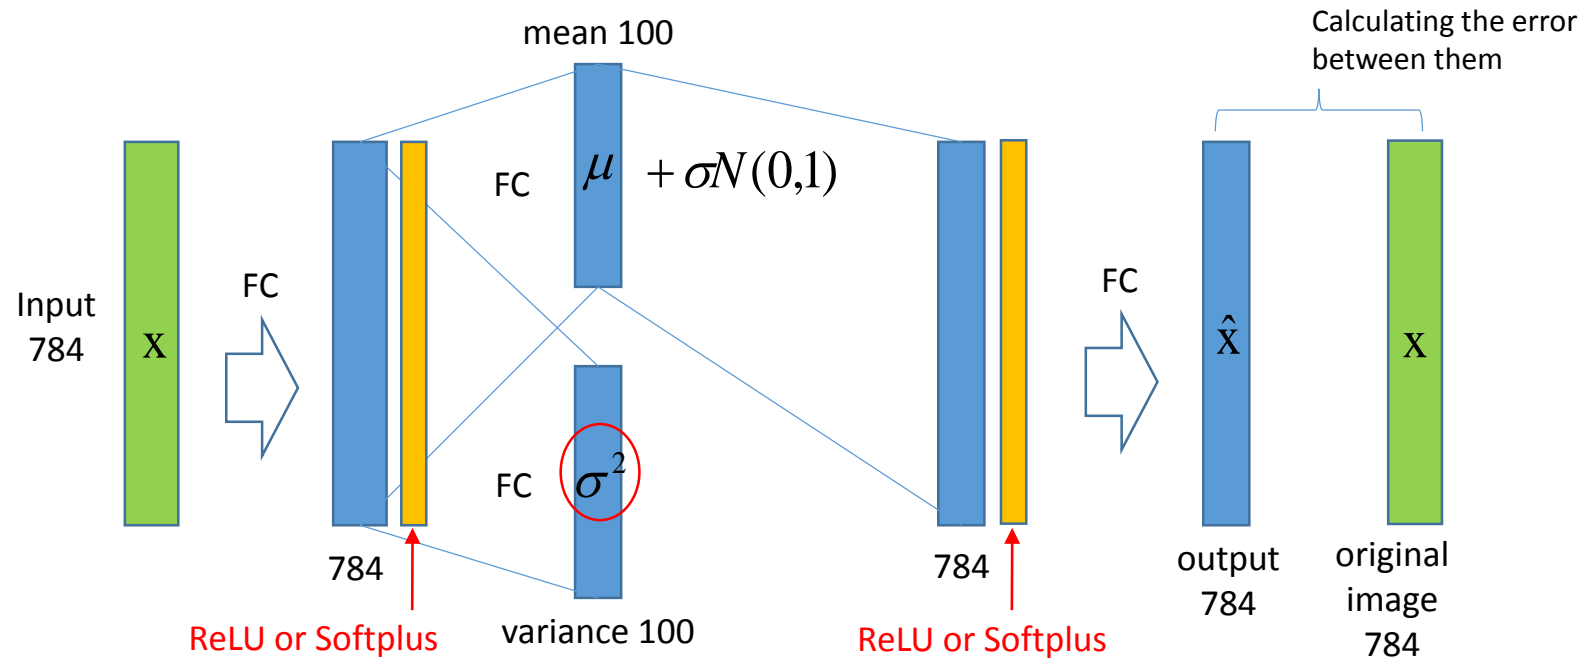 Calculating the error
between them
mean 100
FC
μ + σN(0,1)
FC
FC
Input
784
x
x̂
x
FC
σ²
784
784
output
784
original
image
784
ReLU or Softplus
variance 100
ReLU or Softplus